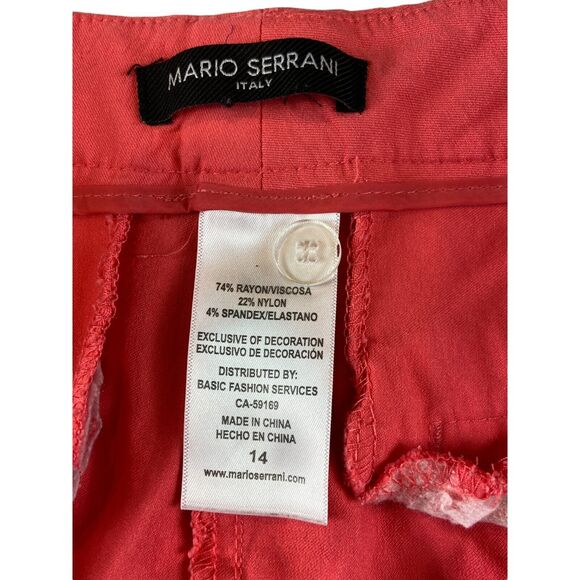 MARIO SERRANI
ITALY
74% RAYON/VISCOSA
22% NYLON
4% SPANDEX/ELASTANO
EXCLUSIVE OF DECORATION
EXCLUSIVO DE DECORACIÓN
DISTRIBUTED BY:
BASIC FASHION SERVICES
CA-59169
MADE IN CHINA
HECHO EN CHINA
14
www.marioserrani.com